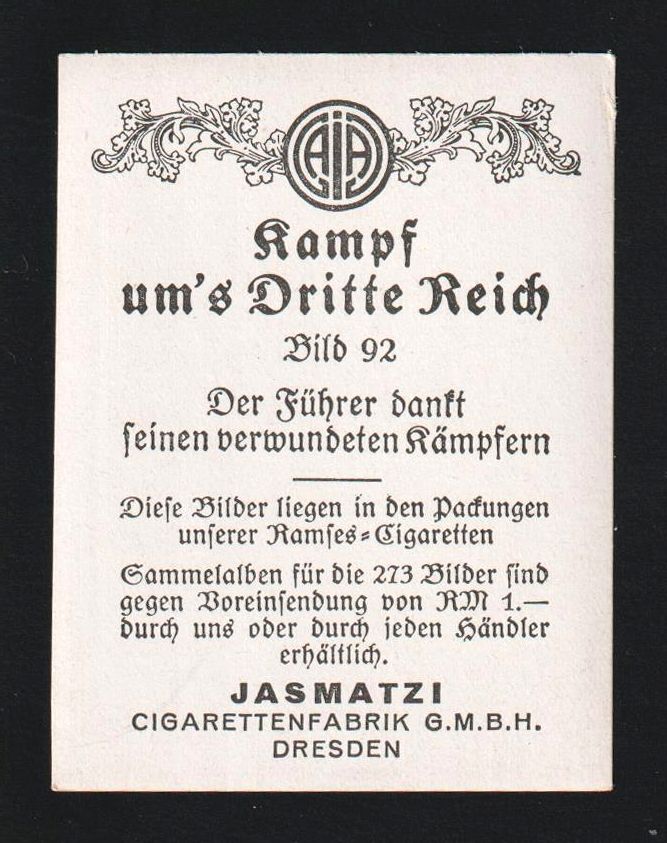 Kampf
um's Dritte Reich
Bild 92
Der Führer dankt
seinen verwundeten Kämpfern
Diese Bilder liegen in den Packungen
unserer Ramses=Cigaretten
Sammelalben für die 273 Bilder sind
gegen Voreinsendung von RM 1.—
durch uns oder durch jeden Händler
erhältlich.
JASMATZI
CIGARETTENFABRIK G.M.B.H.
DRESDEN